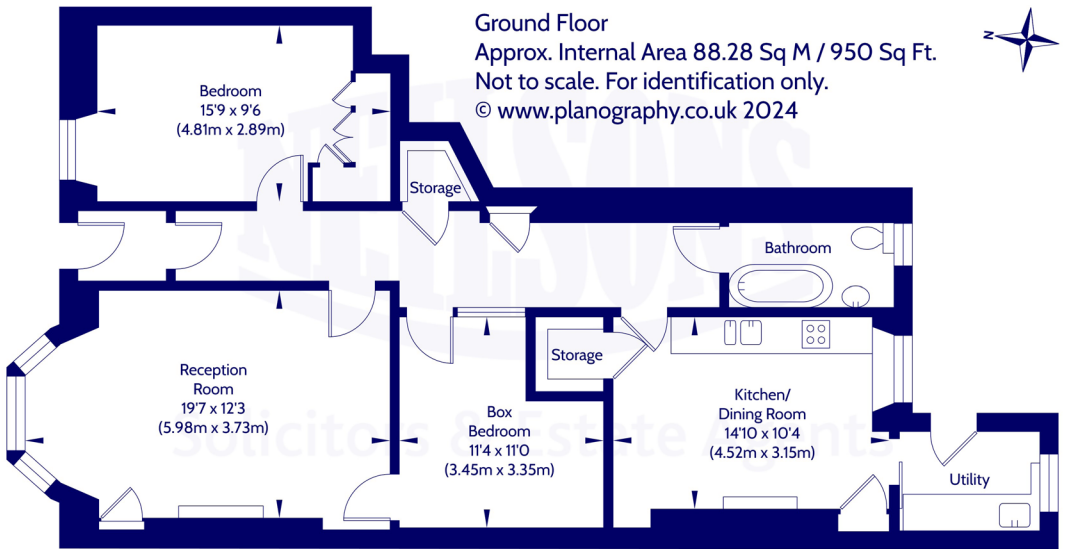 Ground Floor
Approx. Internal Area 88.28 Sq M / 950 Sq Ft.
Not to scale. For identification only.
© www.planography.co.uk 2024
N
Bedroom
15'9 x 9'6
(4.81m x 2.89m)
Storage
Bathroom
Reception
Room
19'7 x 12'3
(5.98m x 3.73m)
Storage
Box
Bedroom
11'4 x 11'0
(3.45m x 3.35m)
Kitchen/
Dining Room
14'10 x 10'4
(4.52m x 3.15m)
Utility
NEILSONS
Solicitors & Estate Agents